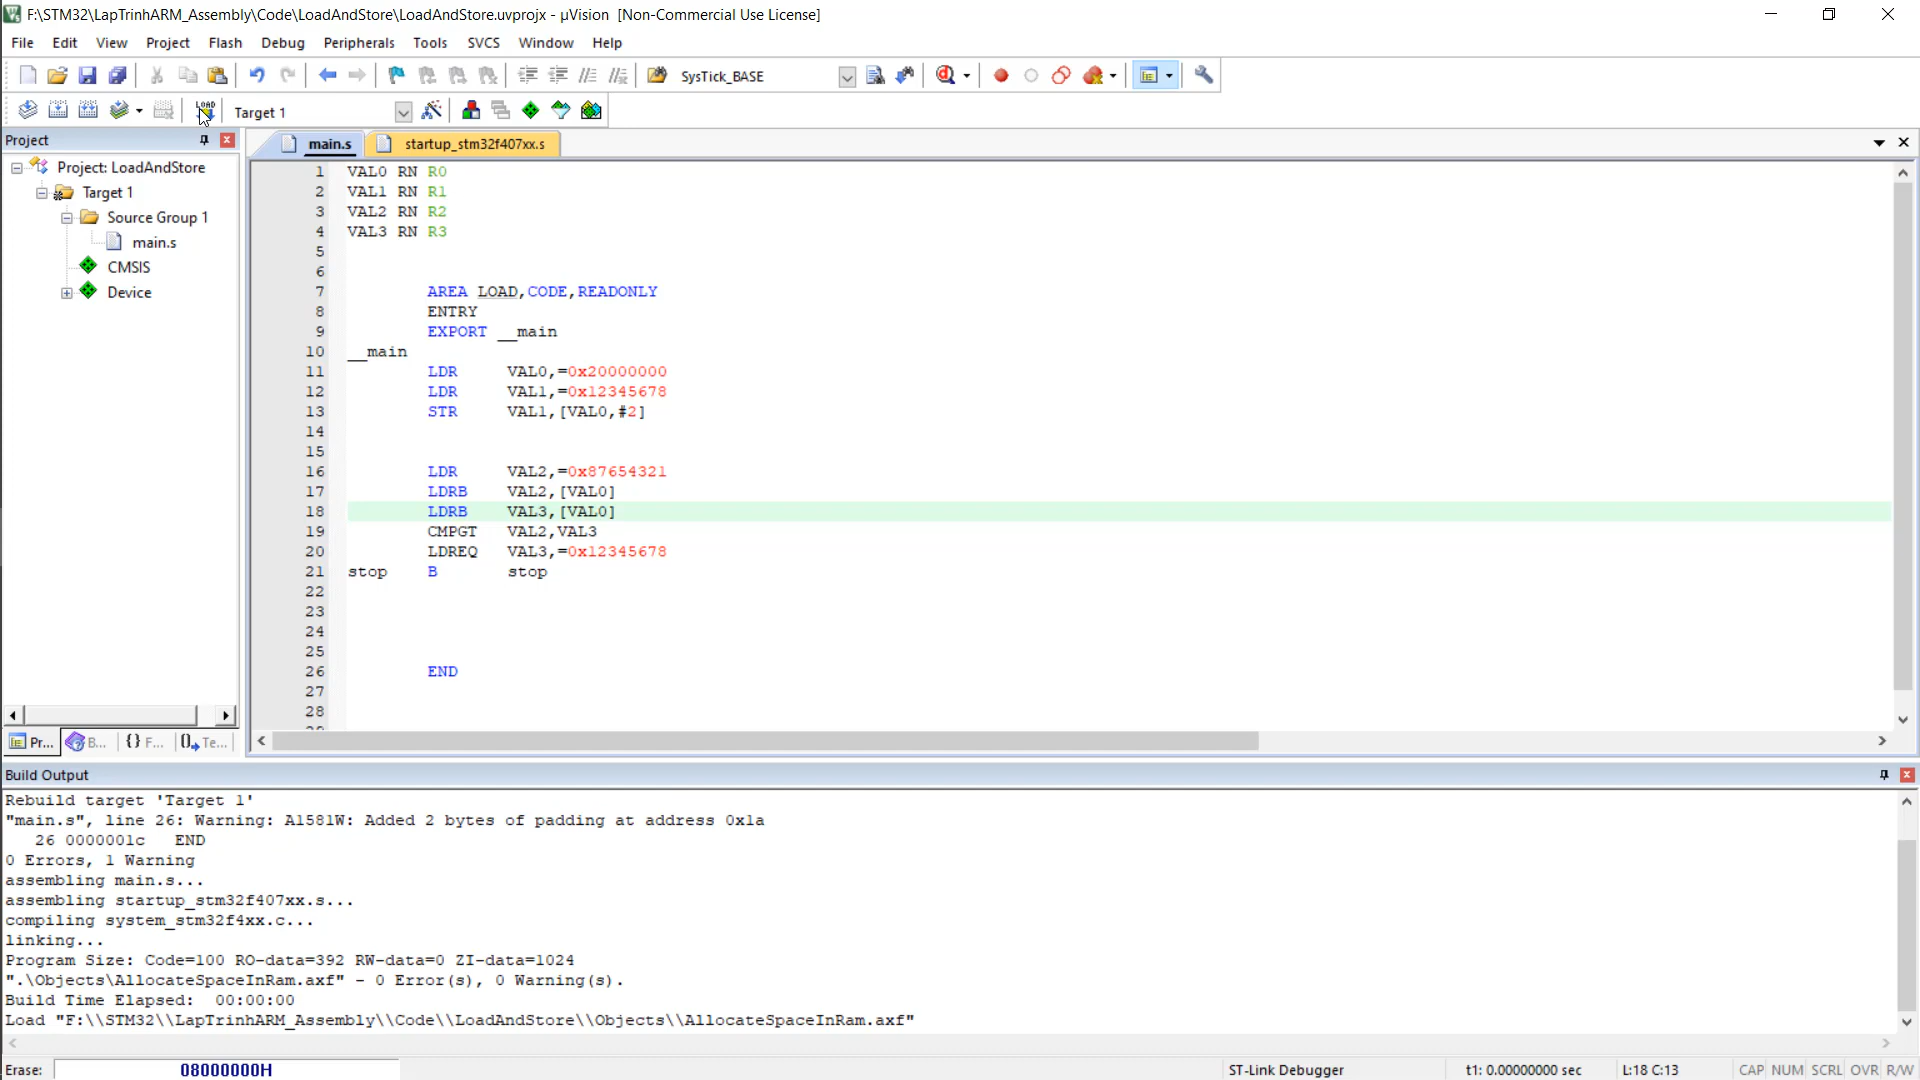 F:\STM32\LapTrinhARM_Assembly\Code\LoadAndStore\LoadAndStore.uvprojx - µVision [Non-Commercial Use License]
File Edit View Project Flash Debug Peripherals Tools SVCS Window Help
SysTick_BASE
LOAD Target 1
Project
main.s startup_stm32f407xx.s
Project: LoadAndStore
Target 1
Source Group 1
main.s
CMSIS
Device
1 VAL0 RN R0
2 VAL1 RN R1
3 VAL2 RN R2
4 VAL3 RN R3
5
6
7 AREA LOAD,CODE,READONLY
8 ENTRY
9 EXPORT __main
10 __main
11 LDR VAL0,=0x20000000
12 LDR VAL1,=0x12345678
13 STR VAL1,[VAL0,#2]
14
15
16 LDR VAL2,=0x87654321
17 LDRB VAL2,[VAL0]
18 LDRB VAL3,[VAL0]
19 CMPGT VAL2,VAL3
20 LDREQ VAL3,=0x12345678
21 stop B stop
22
23
24
25
26 END
27
28
Pr... B... {} F... Te...
Build Output
Rebuild target 'Target 1'
"main.s", line 26: Warning: A1581W: Added 2 bytes of padding at address 0x1a
26 0000001c END
0 Errors, 1 Warning
assembling main.s...
assembling startup_stm32f407xx.s...
compiling system_stm32f4xx.c...
linking...
Program Size: Code=100 RO-data=392 RW-data=0 ZI-data=1024
".\Objects\AllocateSpaceInRam.axf" - 0 Error(s), 0 Warning(s).
Build Time Elapsed: 00:00:00
Load "F:\\STM32\\LapTrinhARM_Assembly\\Code\\LoadAndStore\\Objects\\AllocateSpaceInRam.axf"
Erase: 08000000H ST-Link Debugger t1: 0.00000000 sec L:18 C:13 CAP NUM SCRL OVR R/W